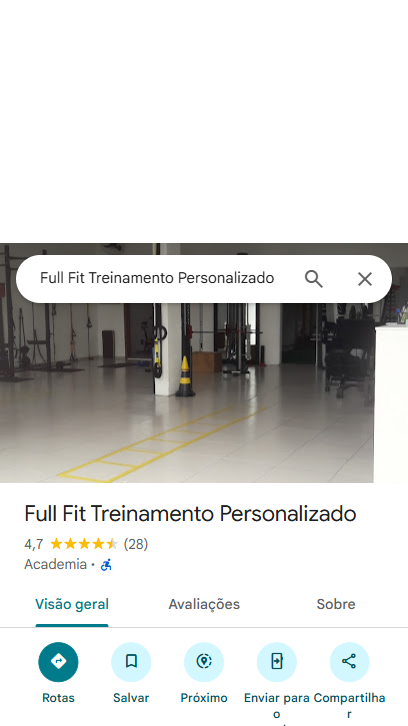 Full Fit Treinamento Personalizado
Full Fit Treinamento Personalizado
4,7 (28)
Academia ·
Visão geral Avaliações Sobre
Rotas Salvar Próximo Enviar para Compartilha
o r